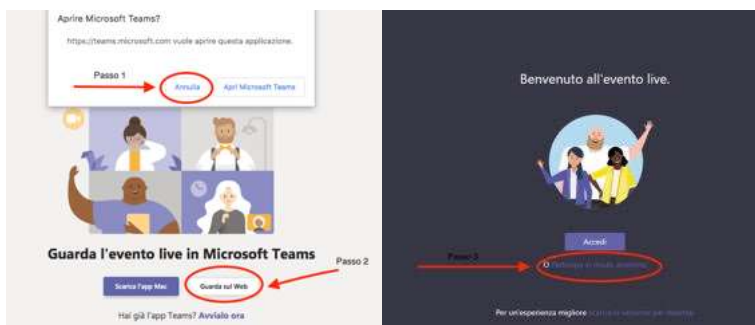 Aprire Microsoft Teams?
https://teams.microsoft.com vuole aprire questa applicazione.
Passo 1
Annulla
Apri Microsoft Teams
Guarda l'evento live in Microsoft Teams
Passo 2
Scarica l'app Mac
Guarda sul Web
Hai già l'app Teams? Avvialo ora
Benvenuto all'evento live.
Accedi
Passo 3
O
Per un'esperienza migliore